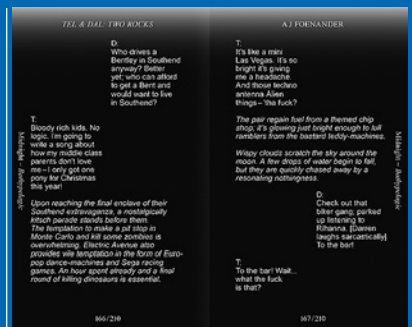 TEL & DAL: TWO ROCKS
D:
Who drives a
Bentley in Southend
anyway? Better
yet; who can afford
to get a Bent and
would want to live
in Southend?
T:
Bloody rich kids. No
logic. I'm going to
write a song about
how my middle class
parents don't love
me – I only got one
pony for Christmas
this year!
Upon reaching the final enclave of their
Southend extravaganza, a nostalgically
kitsch parade stands before them.
The temptation to make a pit stop in
Monte Carlo and kill some zombies is
overwhelming. Electric Avenue also
provides vile temptation in the form of Euro-
pop dance-machines and Sega racing
games. An hour spent already and a final
round of killing dinosaurs is essential.
Midnight – Bathypelagic
166/210
A.J FOENANDER
T:
It's like a mini
Las Vegas. It's so
bright it's giving
me a headache.
And those techno
antenna Alien
things – 'tha fuck?
The pair regain fuel from a themed chip
shop; it's glowing just bright enough to lull
ramblers from the bastard teddy-machines.
Wispy clouds scratch the sky around the
moon. A few drops of water begin to fall,
but they are quickly chased away by a
resonating nothingness.
D:
Check out that
biker gang; parked
up listening to
Rihanna. [Darren
laughs sarcastically]
To the bar!
T:
To the bar! Wait...
what the fuck
is that?
Midnight – Bathypelagic
167/210